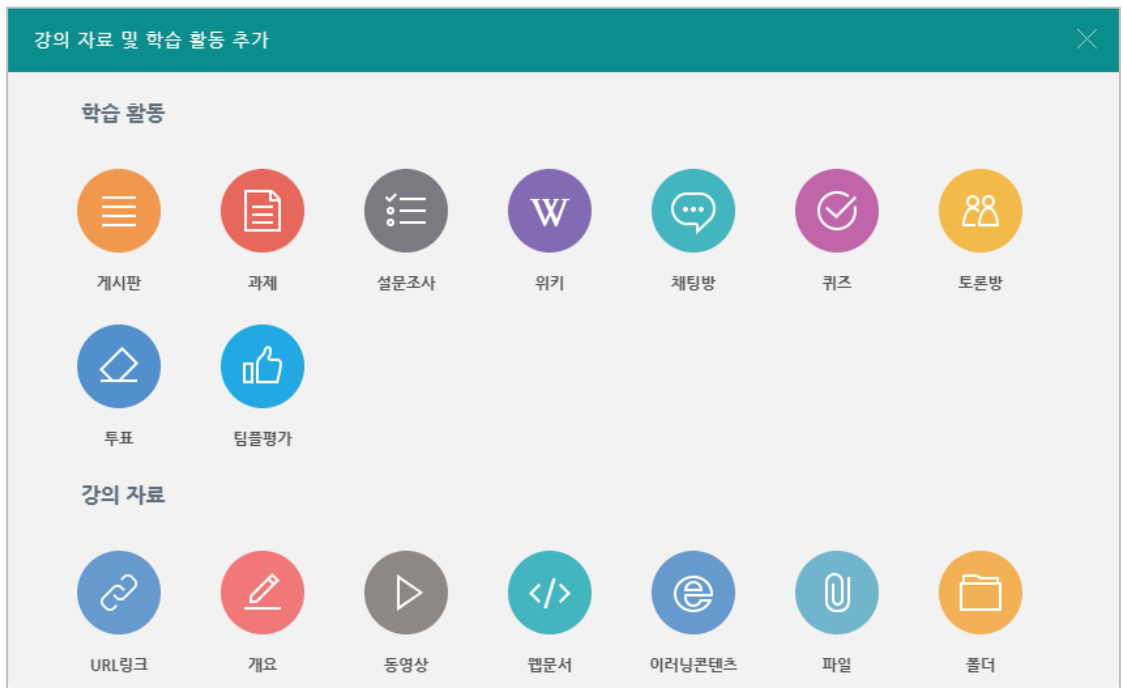 강의 자료 및 학습 활동 추가
학습 활동
게시판 과제 설문조사 위키 채팅방 퀴즈 토론방
투표 팀플평가
강의 자료
URL링크 개요 동영상 웹문서 이러닝콘텐츠 파일 폴더